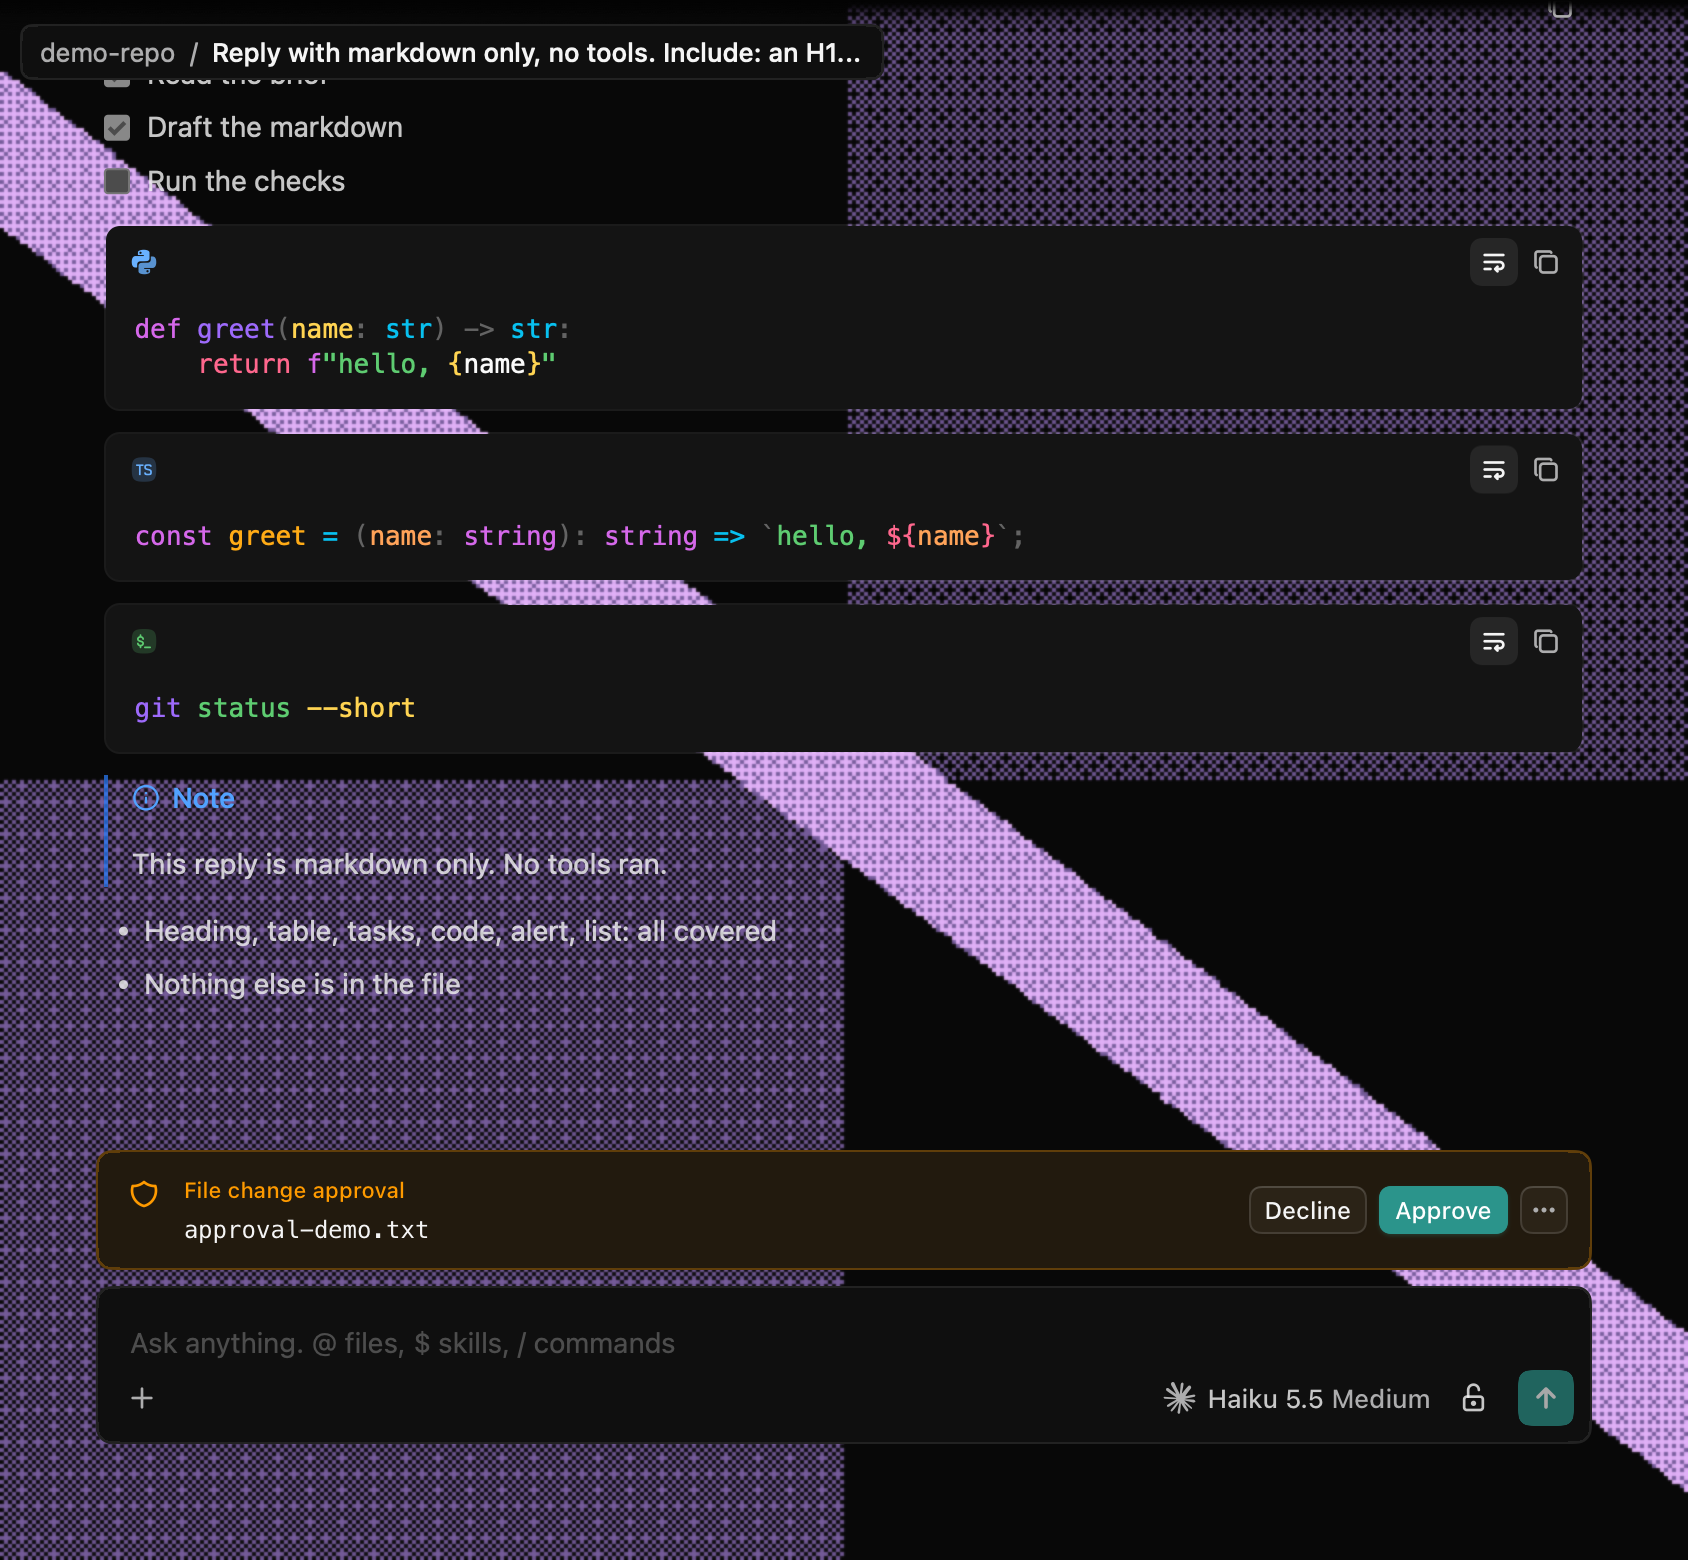 demo-repo / Reply with markdown only, no tools. Include: an H1...
Read the brief
Draft the markdown
Run the checks
def greet(name: str) -> str:
    return f"hello, {name}"
TS
const greet = (name: string): string => `hello, ${name}`;
$_
git status --short
Note
This reply is markdown only. No tools ran.
• Heading, table, tasks, code, alert, list: all covered
• Nothing else is in the file
File change approval
approval-demo.txt
Decline
Approve
Ask anything. @ files, $ skills, / commands
Haiku 5.5 Medium